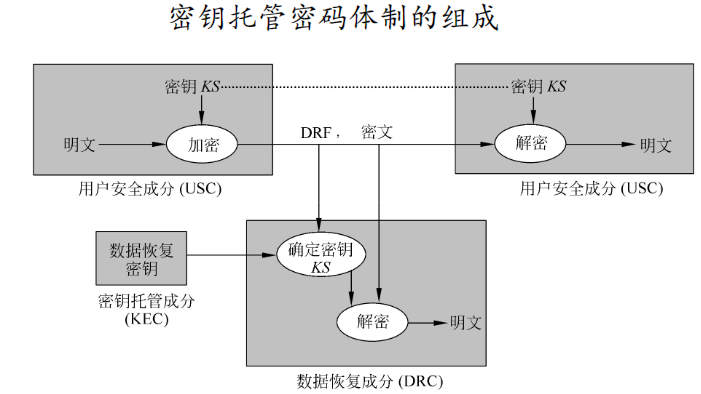 密钥托管密码体制的组成
密钥 KS
密钥 KS
明文
加密
DRF， 密文
解密
明文
用户安全成分 (USC)
用户安全成分 (USC)
数据恢复
密钥
确定密钥
KS
密钥托管成分
(KEC)
解密
明文
数据恢复成分 (DRC)